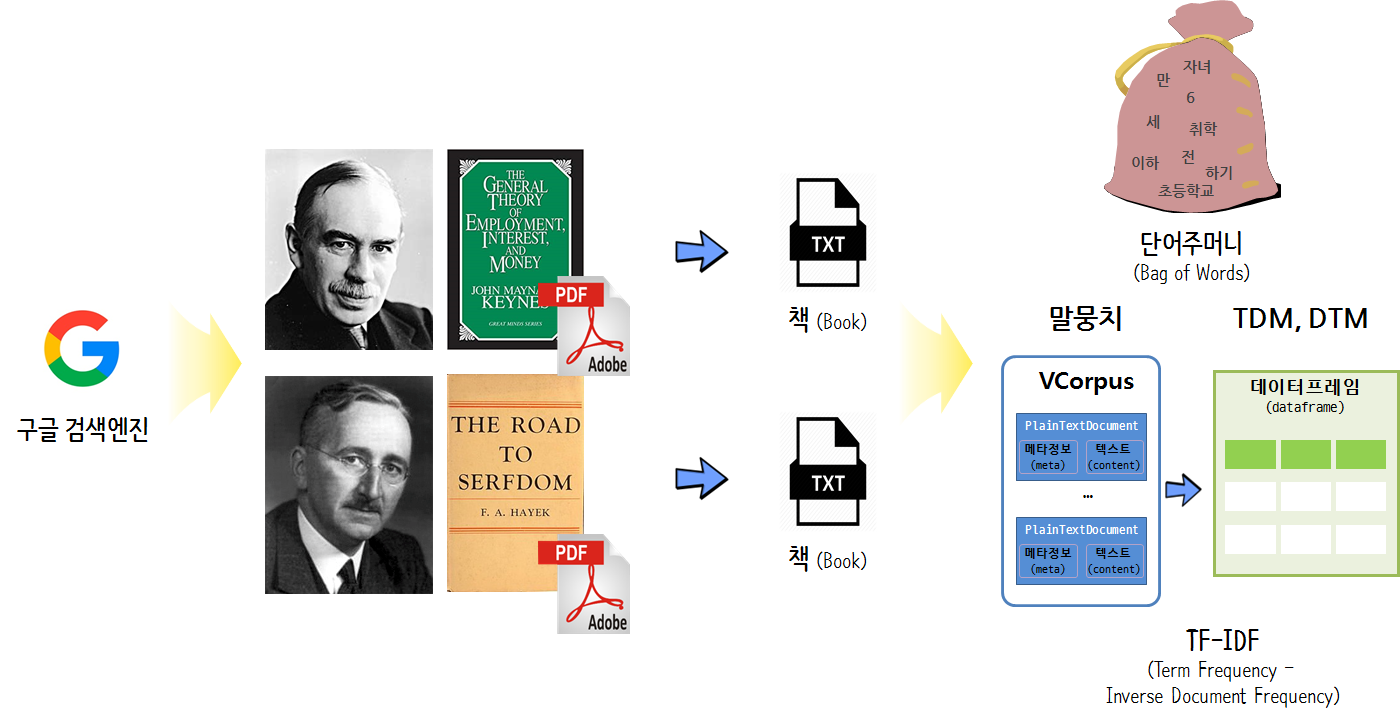 구글 검색엔진
THE
GENERAL
THEORY
OF
EMPLOYMENT,
INTEREST,
AND
MONEY
JOHN MAYNA
KEYNES
GREAT MINDS SERIES
PDF
Adobe
THE ROAD
TO
SERFDOM
F. A. HAYEK
PDF
Adobe
TXT
책 (Book)
TXT
책 (Book)
자녀
만
6
세
취학
이하
전
하기
초등학교
단어주머니
(Bag of Words)
말뭉치
VCorpus
PlainTextDocument
메타정보
(meta)
텍스트
(content)
...
PlainTextDocument
메타정보
(meta)
텍스트
(content)
TDM, DTM
데이터프레임
(dataframe)
TF-IDF
(Term Frequency -
Inverse Document Frequency)